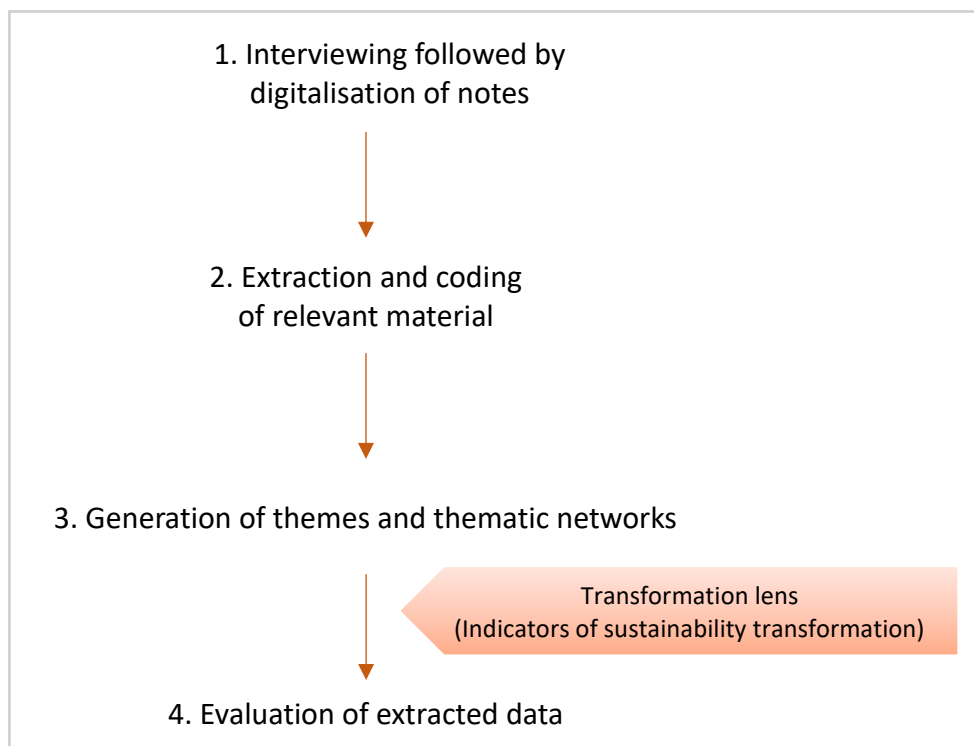 1. Interviewing followed by
digitalisation of notes
2. Extraction and coding
of relevant material
3. Generation of themes and thematic networks
Transformation lens
(Indicators of sustainability transformation)
4. Evaluation of extracted data